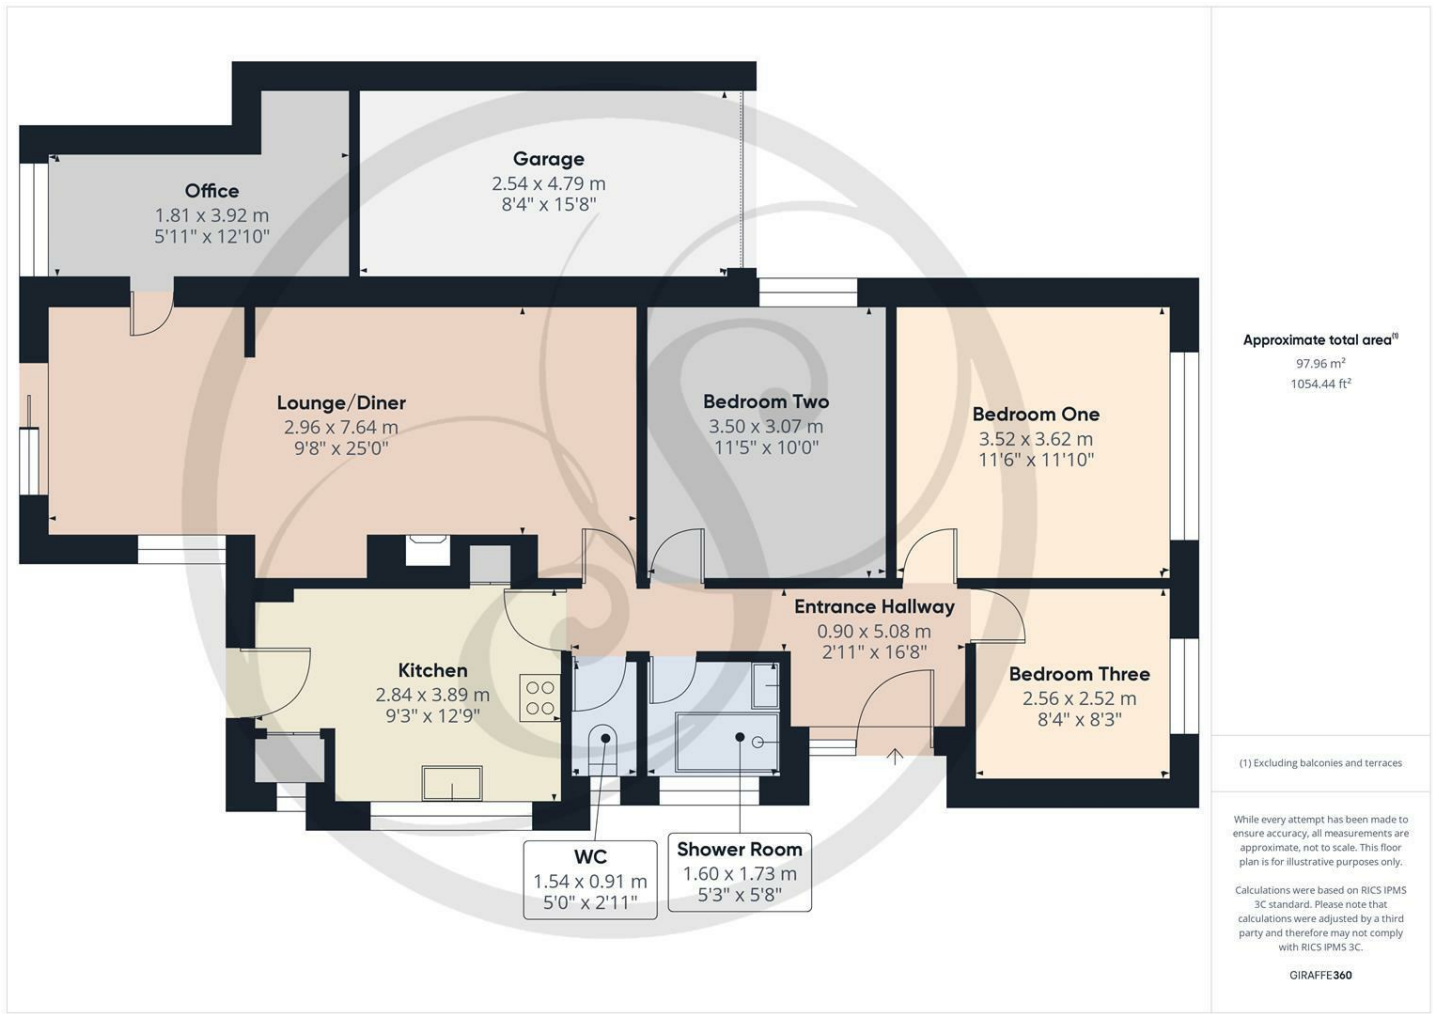 Garage
2.54 x 4.79 m
8'4" x 15'8"
Office
1.81 x 3.92 m
5'11" x 12'10"
Lounge/Diner
2.96 x 7.64 m
9'8" x 25'0"
Bedroom Two
3.50 x 3.07 m
11'5" x 10'0"
Bedroom One
3.52 x 3.62 m
11'6" x 11'10"
Entrance Hallway
0.90 x 5.08 m
2'11" x 16'8"
Kitchen
2.84 x 3.89 m
9'3" x 12'9"
Bedroom Three
2.56 x 2.52 m
8'4" x 8'3"
WC
1.54 x 0.91 m
5'0" x 2'11"
Shower Room
1.60 x 1.73 m
5'3" x 5'8"
Approximate total area(1)
97.96 m²
1054.44 ft²
(1) Excluding balconies and terraces
While every attempt has been made to
ensure accuracy, all measurements are
approximate, not to scale. This floor
plan is for illustrative purposes only.
Calculations were based on RICS IPMS
3C standard. Please note that
calculations were adjusted by a third
party and therefore may not comply
with RICS IPMS 3C.
GIRAFFE360